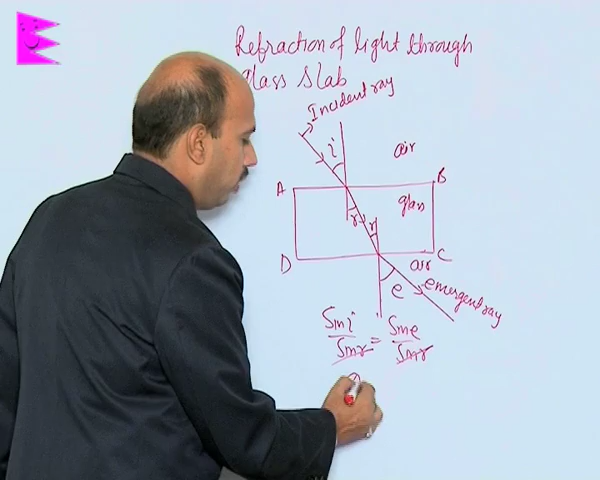 Refraction of light through
glass slab
Incident ray
i
air
A
B
glass
r
r
D
C
air
e
emergent ray
Sin i / Sin r = Sin e / Sin r